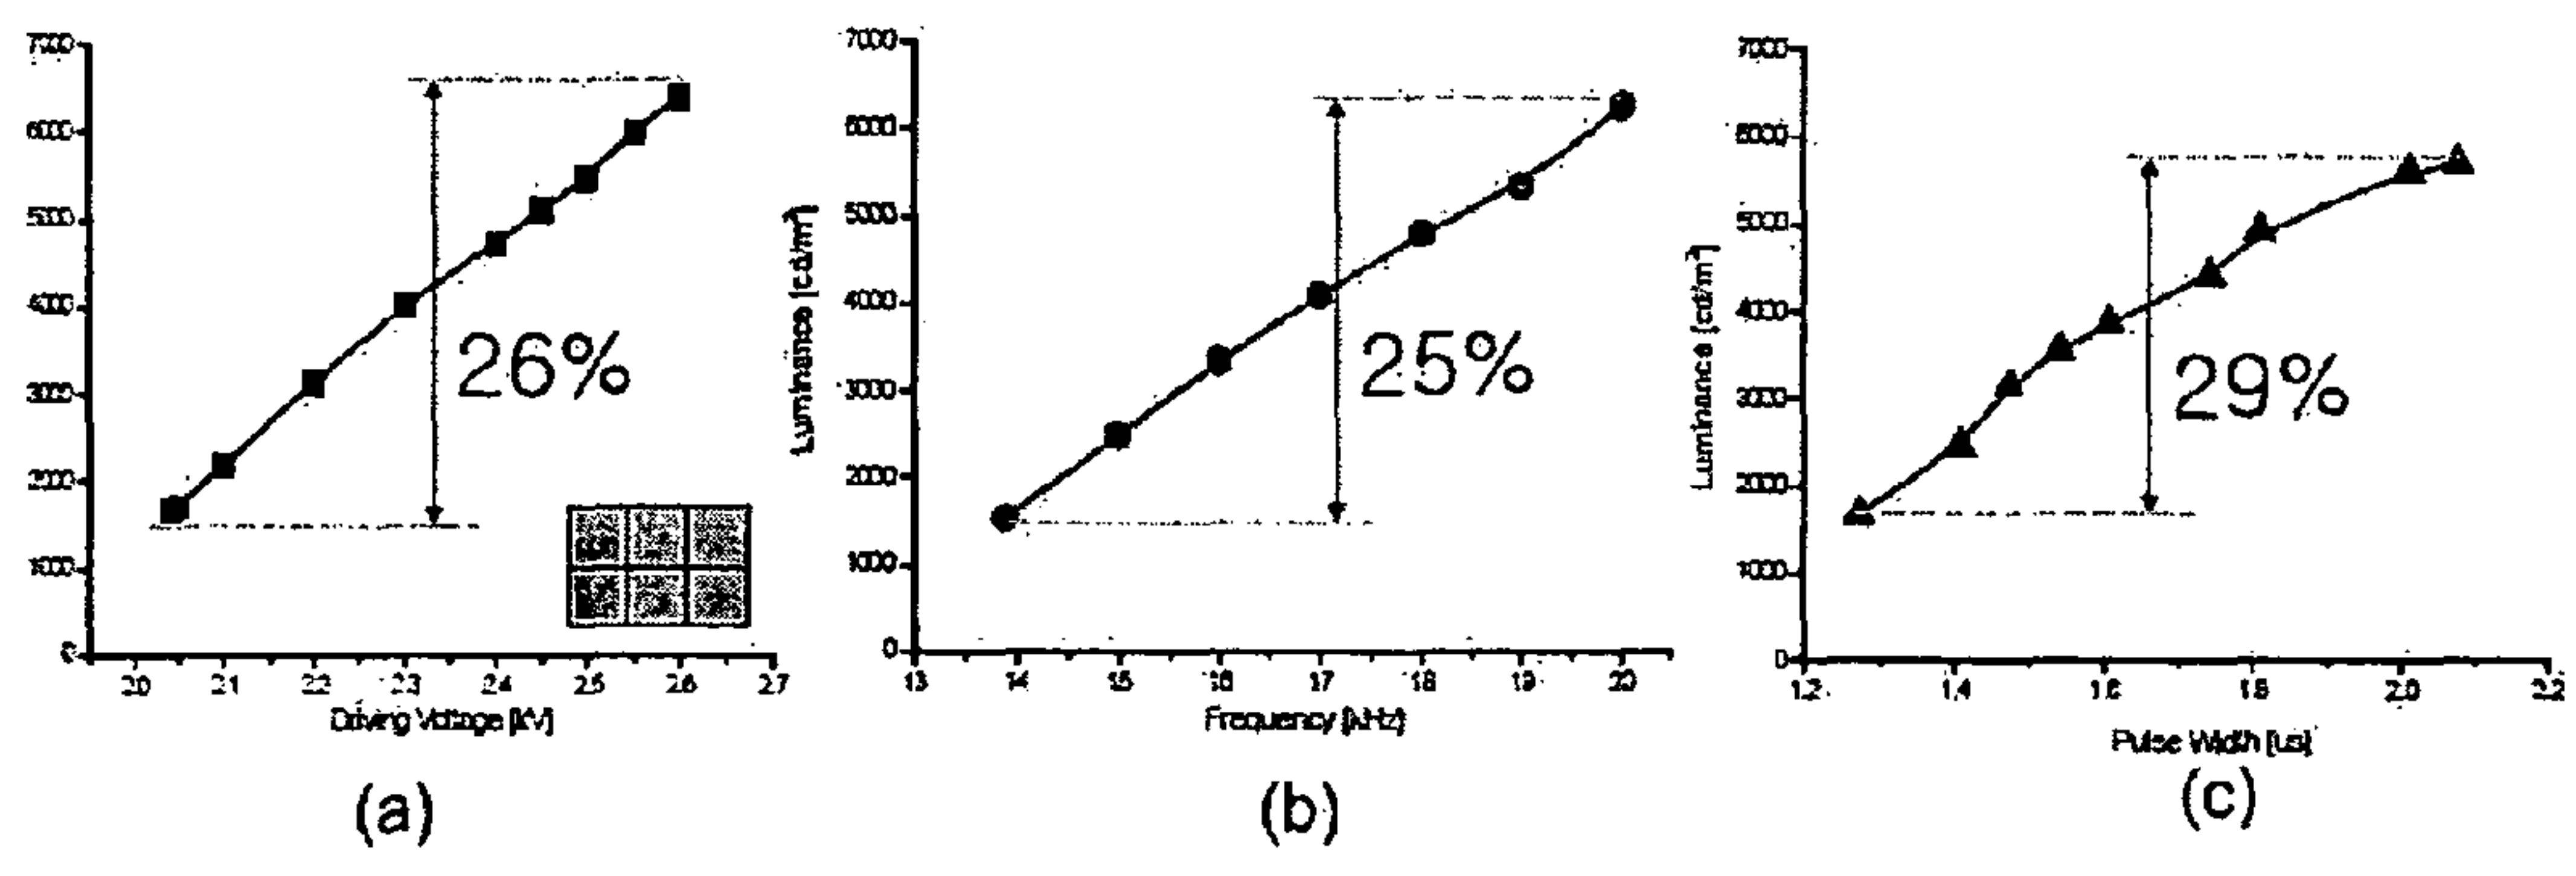 7000
6000
5000
4000
3000
2000
1000
0
26%
2.0 2.1 2.2 2.3 2.4 2.5 2.6 2.7
Driving Voltage [kV]
(a)
Luminance [cd/m²]
7000
6000
5000
4000
3000
2000
1000
0
25%
13 14 15 16 17 18 19 20
Frequency [kHz]
(b)
Luminance [cd/m²]
7000
6000
5000
4000
3000
2000
1000
0
29%
1.2 1.4 1.6 1.8 2.0 2.2
Pulse Width [us]
(c)